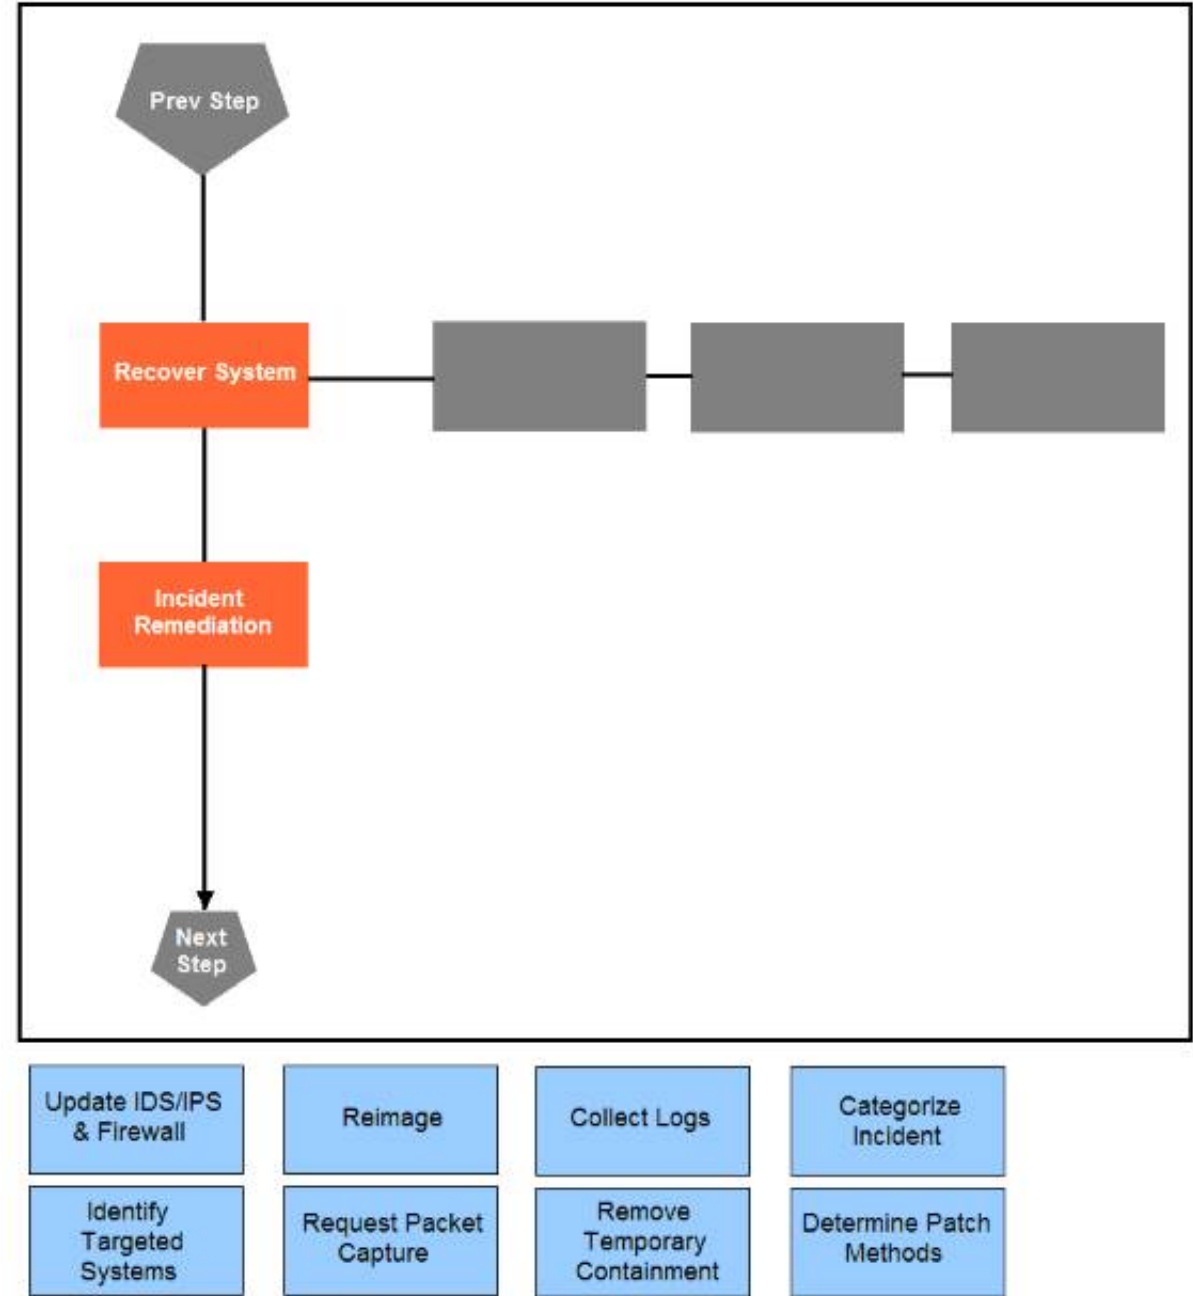 Prev Step
Recover System
Incident
Remediation
Next
Step
Update IDS/IPS
& Firewall
Reimage
Collect Logs
Categorize
Incident
Identify
Targeted
Systems
Request Packet
Capture
Remove
Temporary
Containment
Determine Patch
Methods